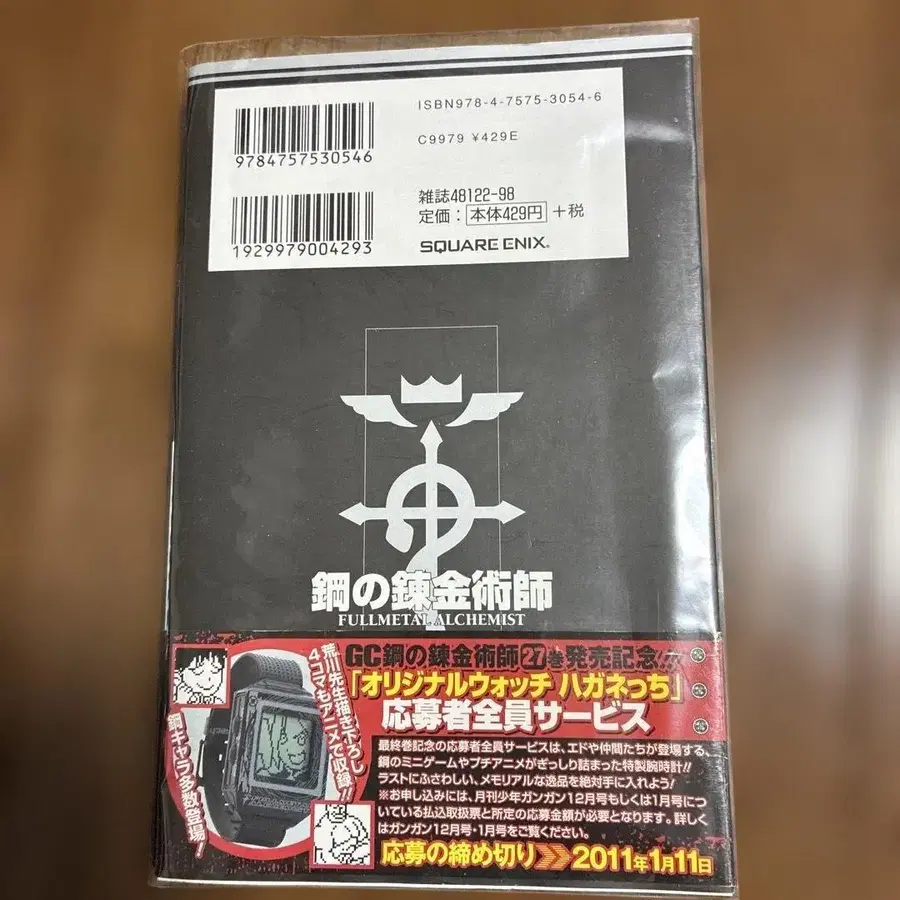 ISBN978-4-7575-3054-6
9784757530546
C9979 ¥429E
雑誌48122-98
定価：本体429円＋税
1929979004293
SQUARE ENIX®
鋼の錬金術師
FULLMETAL ALCHEMIST
GC鋼の錬金術師27巻発売記念!!!
「オリジナルウォッチ ハガネっち」
応募者全員サービス
荒川先生描き下ろし
4コマもアニメで収録!!
鋼キャラ多数登場!
最終巻記念の応募者全員サービスは、エドや仲間たちが登場する、
鋼のミニゲームやプチアニメがぎっしり詰まった特製腕時計!!
ラストにふさわしい、メモリアルな逸品を絶対手に入れよう!
※お申し込みには、月刊少年ガンガン12月号もしくは1月号につ
いている払込取扱票と所定の応募金額が必要となります。詳しく
はガンガン12月号・1月号をご覧ください。
応募の締め切り 2011年1月11日